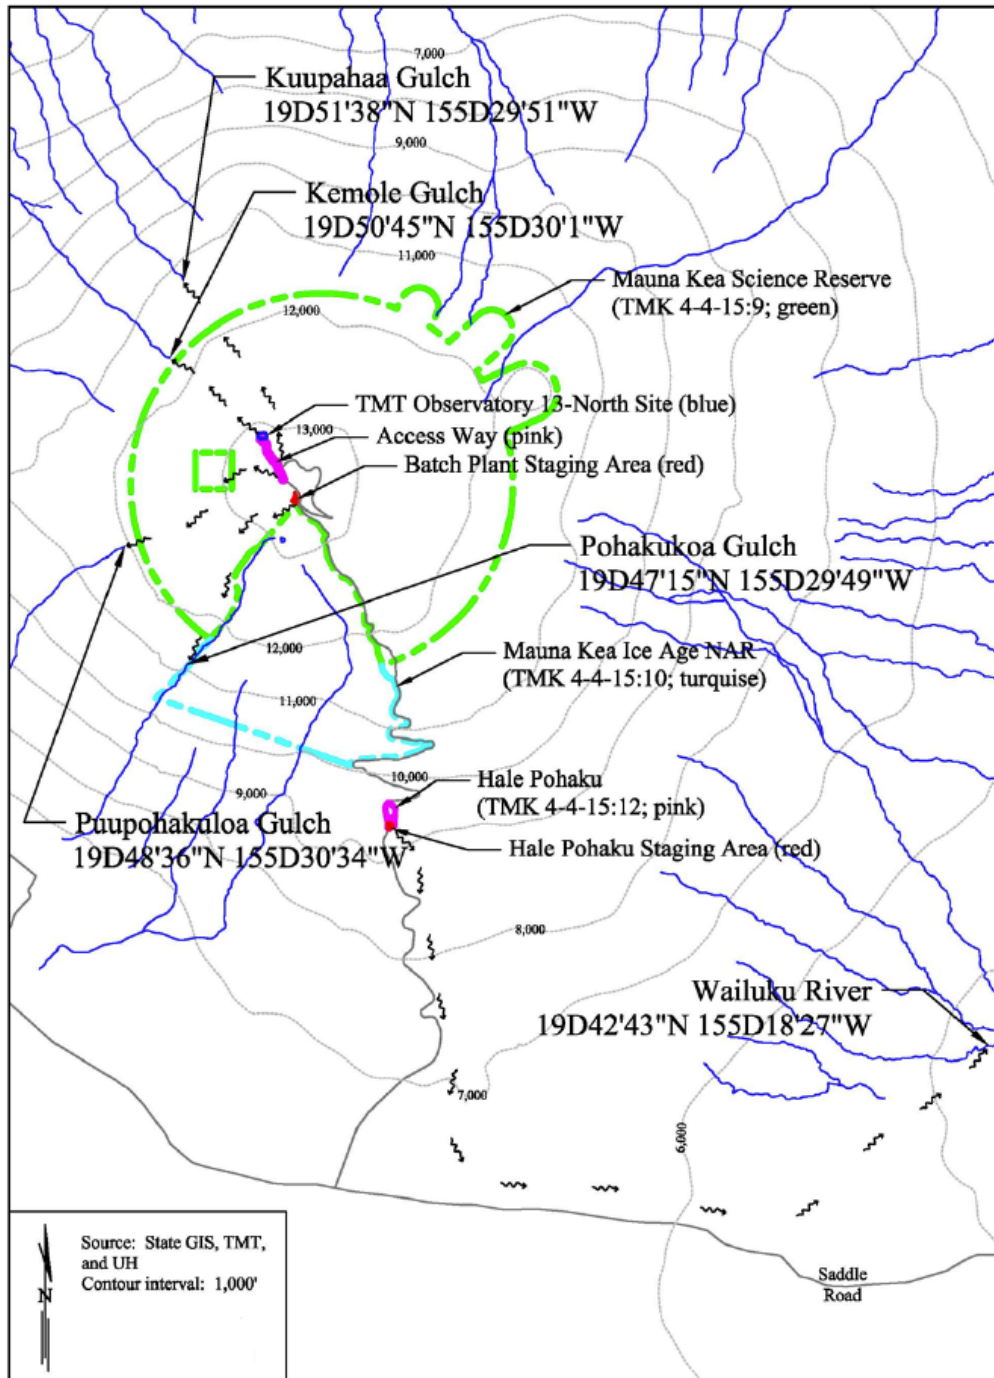 7,000
Kuupahaa Gulch
19D51'38"N 155D29'51"W
9,000
Kemole Gulch
19D50'45"N 155D30'1"W
11,000
Mauna Kea Science Reserve
(TMK 4-4-15:9; green)
12,000
TMT Observatory 13-North Site (blue)
13,000
Access Way (pink)
Batch Plant Staging Area (red)
Pohakukoa Gulch
19D47'15"N 155D29'49"W
12,000
Mauna Kea Ice Age NAR
(TMK 4-4-15:10; turquise)
11,000
10,000
Hale Pohaku
(TMK 4-4-15:12; pink)
9,000
Puupohakuloa Gulch
19D48'36"N 155D30'34"W
Hale Pohaku Staging Area (red)
8,000
Wailuku River
19D42'43"N 155D18'27"W
7,000
6,000
Source: State GIS, TMT,
and UH
Contour interval: 1,000'
N
Saddle
Road